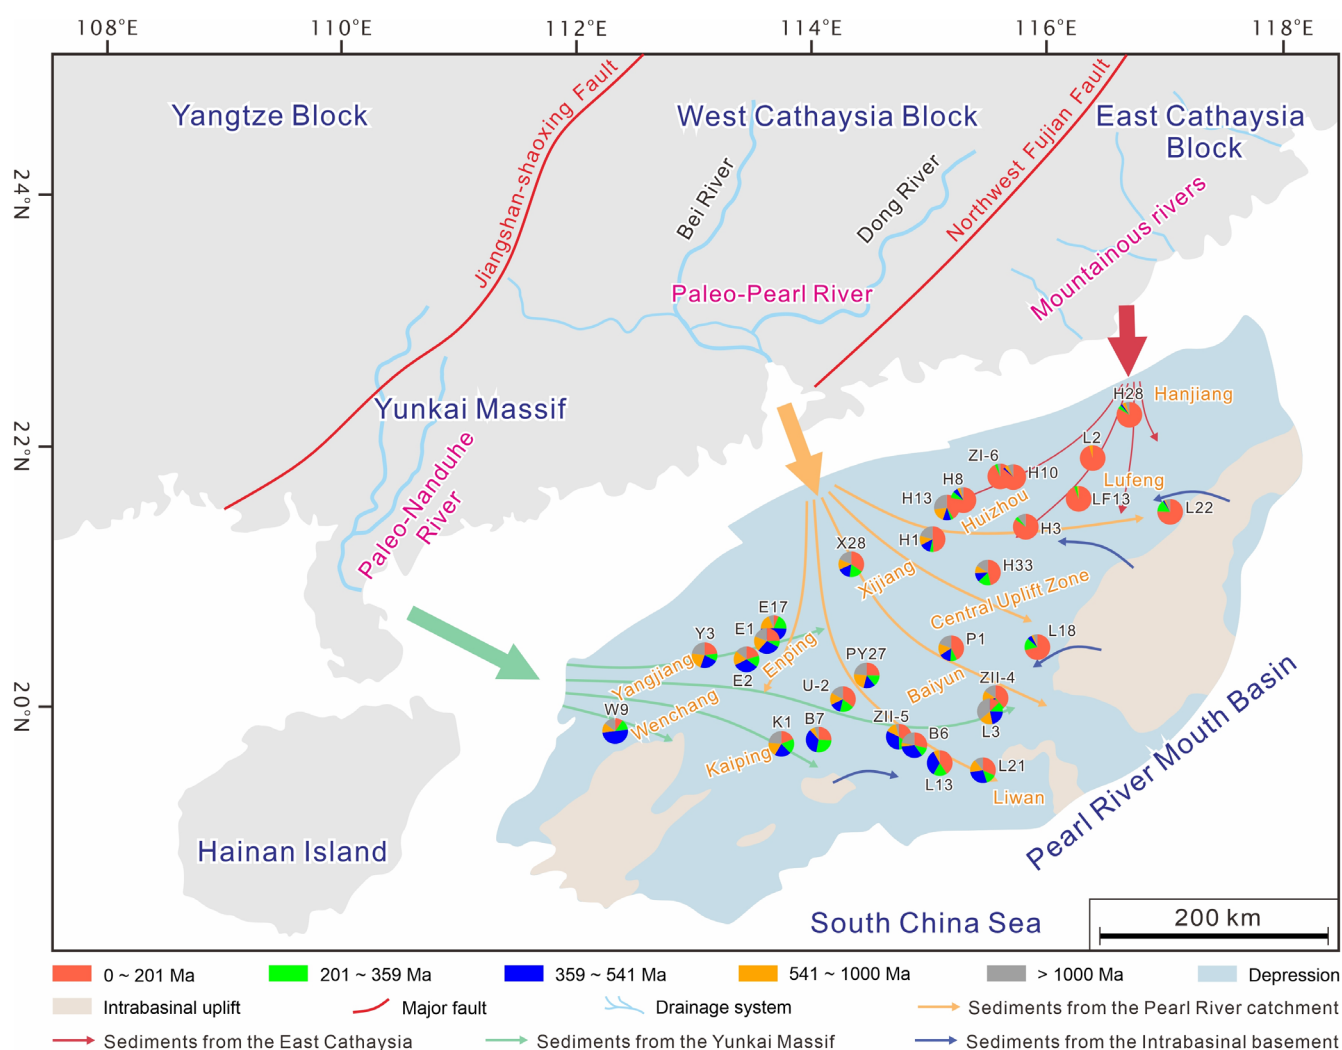 108°E 110°E 112°E 114°E 116°E 118°E
24°N
22°N
20°N
Yangtze Block
West Cathaysia Block
East Cathaysia
Block
Jiangshan-shaoxing Fault
Northwest Fujian Fault
Bei River
Dong River
Mountainous rivers
Paleo-Pearl River
Yunkai Massif
Paleo-Nanduhe
River
Hanjiang
H28
L2
ZI-6
H10
Lufeng
H8
LF13
H13
Huizhou
L22
H3
H1
X28
H33
Xijiang
Central Uplift Zone
E17
E1
Y3
L18
P1
Enping
E2
PY27
Yangjiang
U-2
Baiyun
ZII-4
W9
Wenchang
K1
B7
ZII-5
B6
L3
Kaiping
L13
L21
Liwan
Pearl River Mouth Basin
Hainan Island
South China Sea
200 km
0 ~ 201 Ma
201 ~ 359 Ma
359 ~ 541 Ma
541 ~ 1000 Ma
> 1000 Ma
Depression
Intrabasinal uplift
Major fault
Drainage system
Sediments from the Pearl River catchment
Sediments from the East Cathaysia
Sediments from the Yunkai Massif
Sediments from the Intrabasinal basement